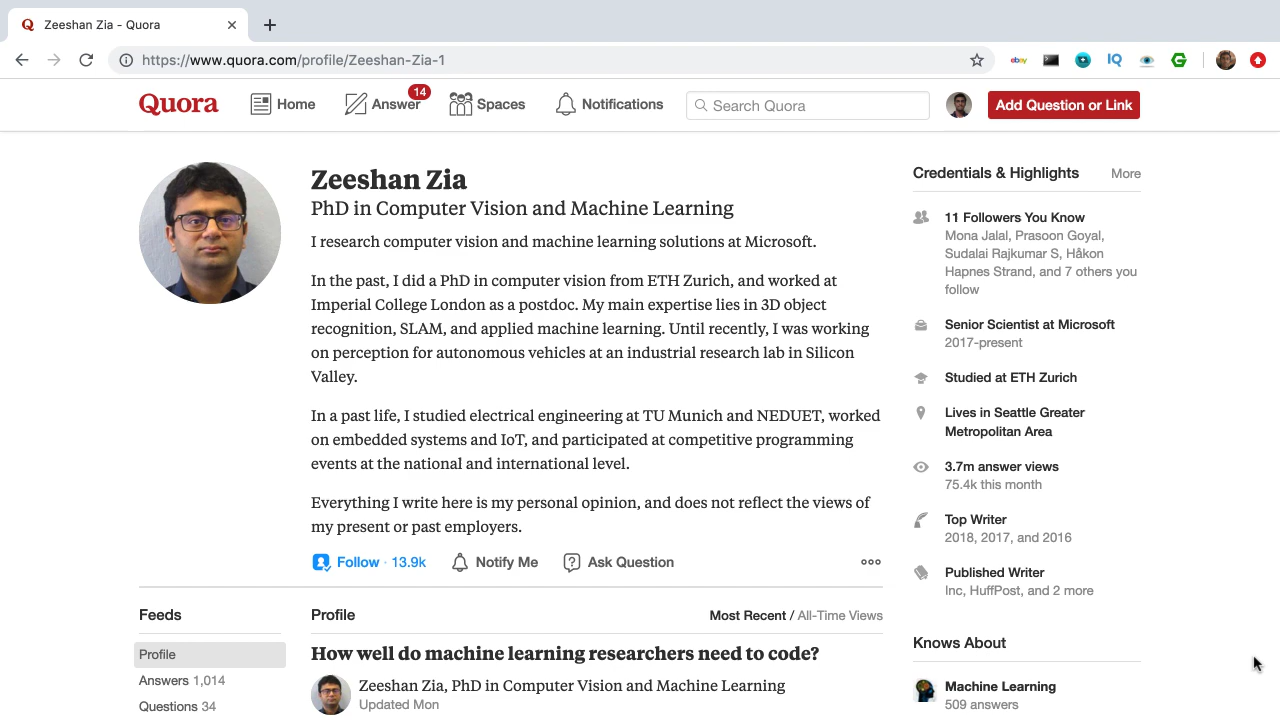 Zeeshan Zia - Quora
https://www.quora.com/profile/Zeeshan-Zia-1
ebay
IQ
Quora
Home
Answer
14
Spaces
Notifications
Search Quora
Add Question or Link
Zeeshan Zia
PhD in Computer Vision and Machine Learning
I research computer vision and machine learning solutions at Microsoft.
In the past, I did a PhD in computer vision from ETH Zurich, and worked at
Imperial College London as a postdoc. My main expertise lies in 3D object
recognition, SLAM, and applied machine learning. Until recently, I was working
on perception for autonomous vehicles at an industrial research lab in Silicon
Valley.
In a past life, I studied electrical engineering at TU Munich and NEDUET, worked
on embedded systems and IoT, and participated at competitive programming
events at the national and international level.
Everything I write here is my personal opinion, and does not reflect the views of
my present or past employers.
Follow · 13.9k
Notify Me
Ask Question
Credentials & Highlights
More
11 Followers You Know
Mona Jalal, Prasoon Goyal,
Sudalai Rajkumar S, Håkon
Hapnes Strand, and 7 others you
follow
Senior Scientist at Microsoft
2017-present
Studied at ETH Zurich
Lives in Seattle Greater
Metropolitan Area
3.7m answer views
75.4k this month
Top Writer
2018, 2017, and 2016
Published Writer
Inc, HuffPost, and 2 more
Knows About
Machine Learning
509 answers
Feeds
Profile
Answers 1,014
Questions 34
Profile
Most Recent / All-Time Views
How well do machine learning researchers need to code?
Zeeshan Zia, PhD in Computer Vision and Machine Learning
Updated Mon